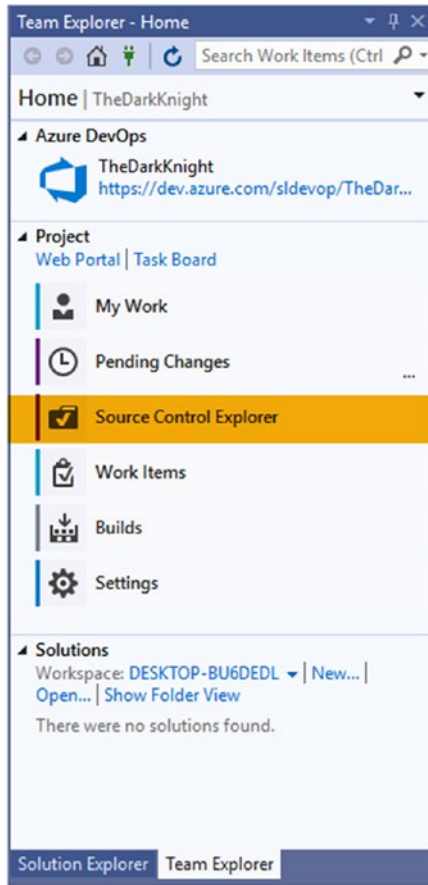 Team Explorer - Home
Search Work Items (Ctrl
Home | TheDarkKnight
Azure DevOps
TheDarkKnight
https://dev.azure.com/sldevop/TheDar...
Project
Web Portal | Task Board
My Work
Pending Changes
...
Source Control Explorer
Work Items
Builds
Settings
Solutions
Workspace: DESKTOP-BU6DEDL | New... |
Open... | Show Folder View
There were no solutions found.
Solution Explorer Team Explorer